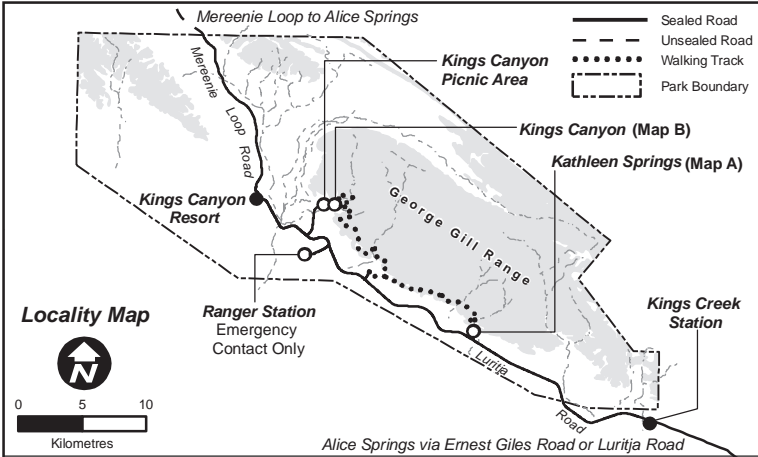 Mereenie Loop to Alice Springs
Sealed Road
Unsealed Road
Walking Track
Park Boundary
Mereenie Loop Road
Kings Canyon
Picnic Area
Kings Canyon (Map B)
Kathleen Springs (Map A)
Kings Canyon
Resort
George Gill Range
Ranger Station
Emergency
Contact Only
Kings Creek
Station
Locality Map
N
0 5 10
Kilometres
Luritja Road
Alice Springs via Ernest Giles Road or Luritja Road